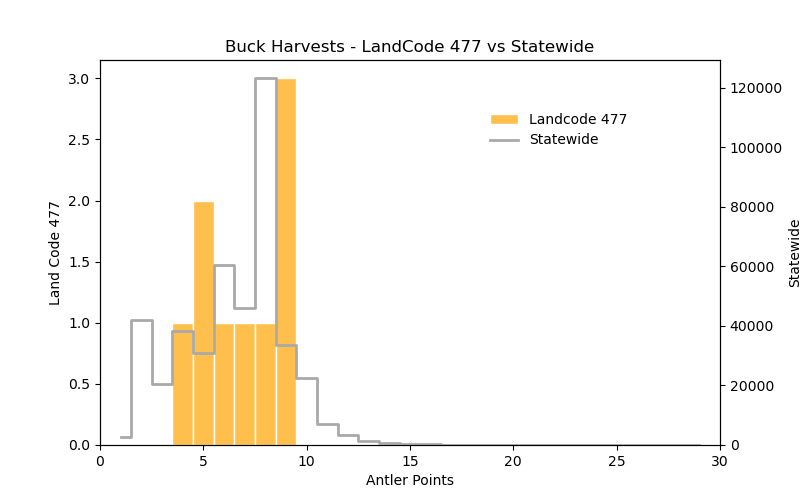 Buck Harvests - LandCode 477 vs Statewide
3.0
2.5
2.0
1.5
1.0
0.5
0.0
Land Code 477
Landcode 477
Statewide
120000
100000
80000
60000
40000
20000
0
Statewide
0 5 10 15 20 25 30
Antler Points